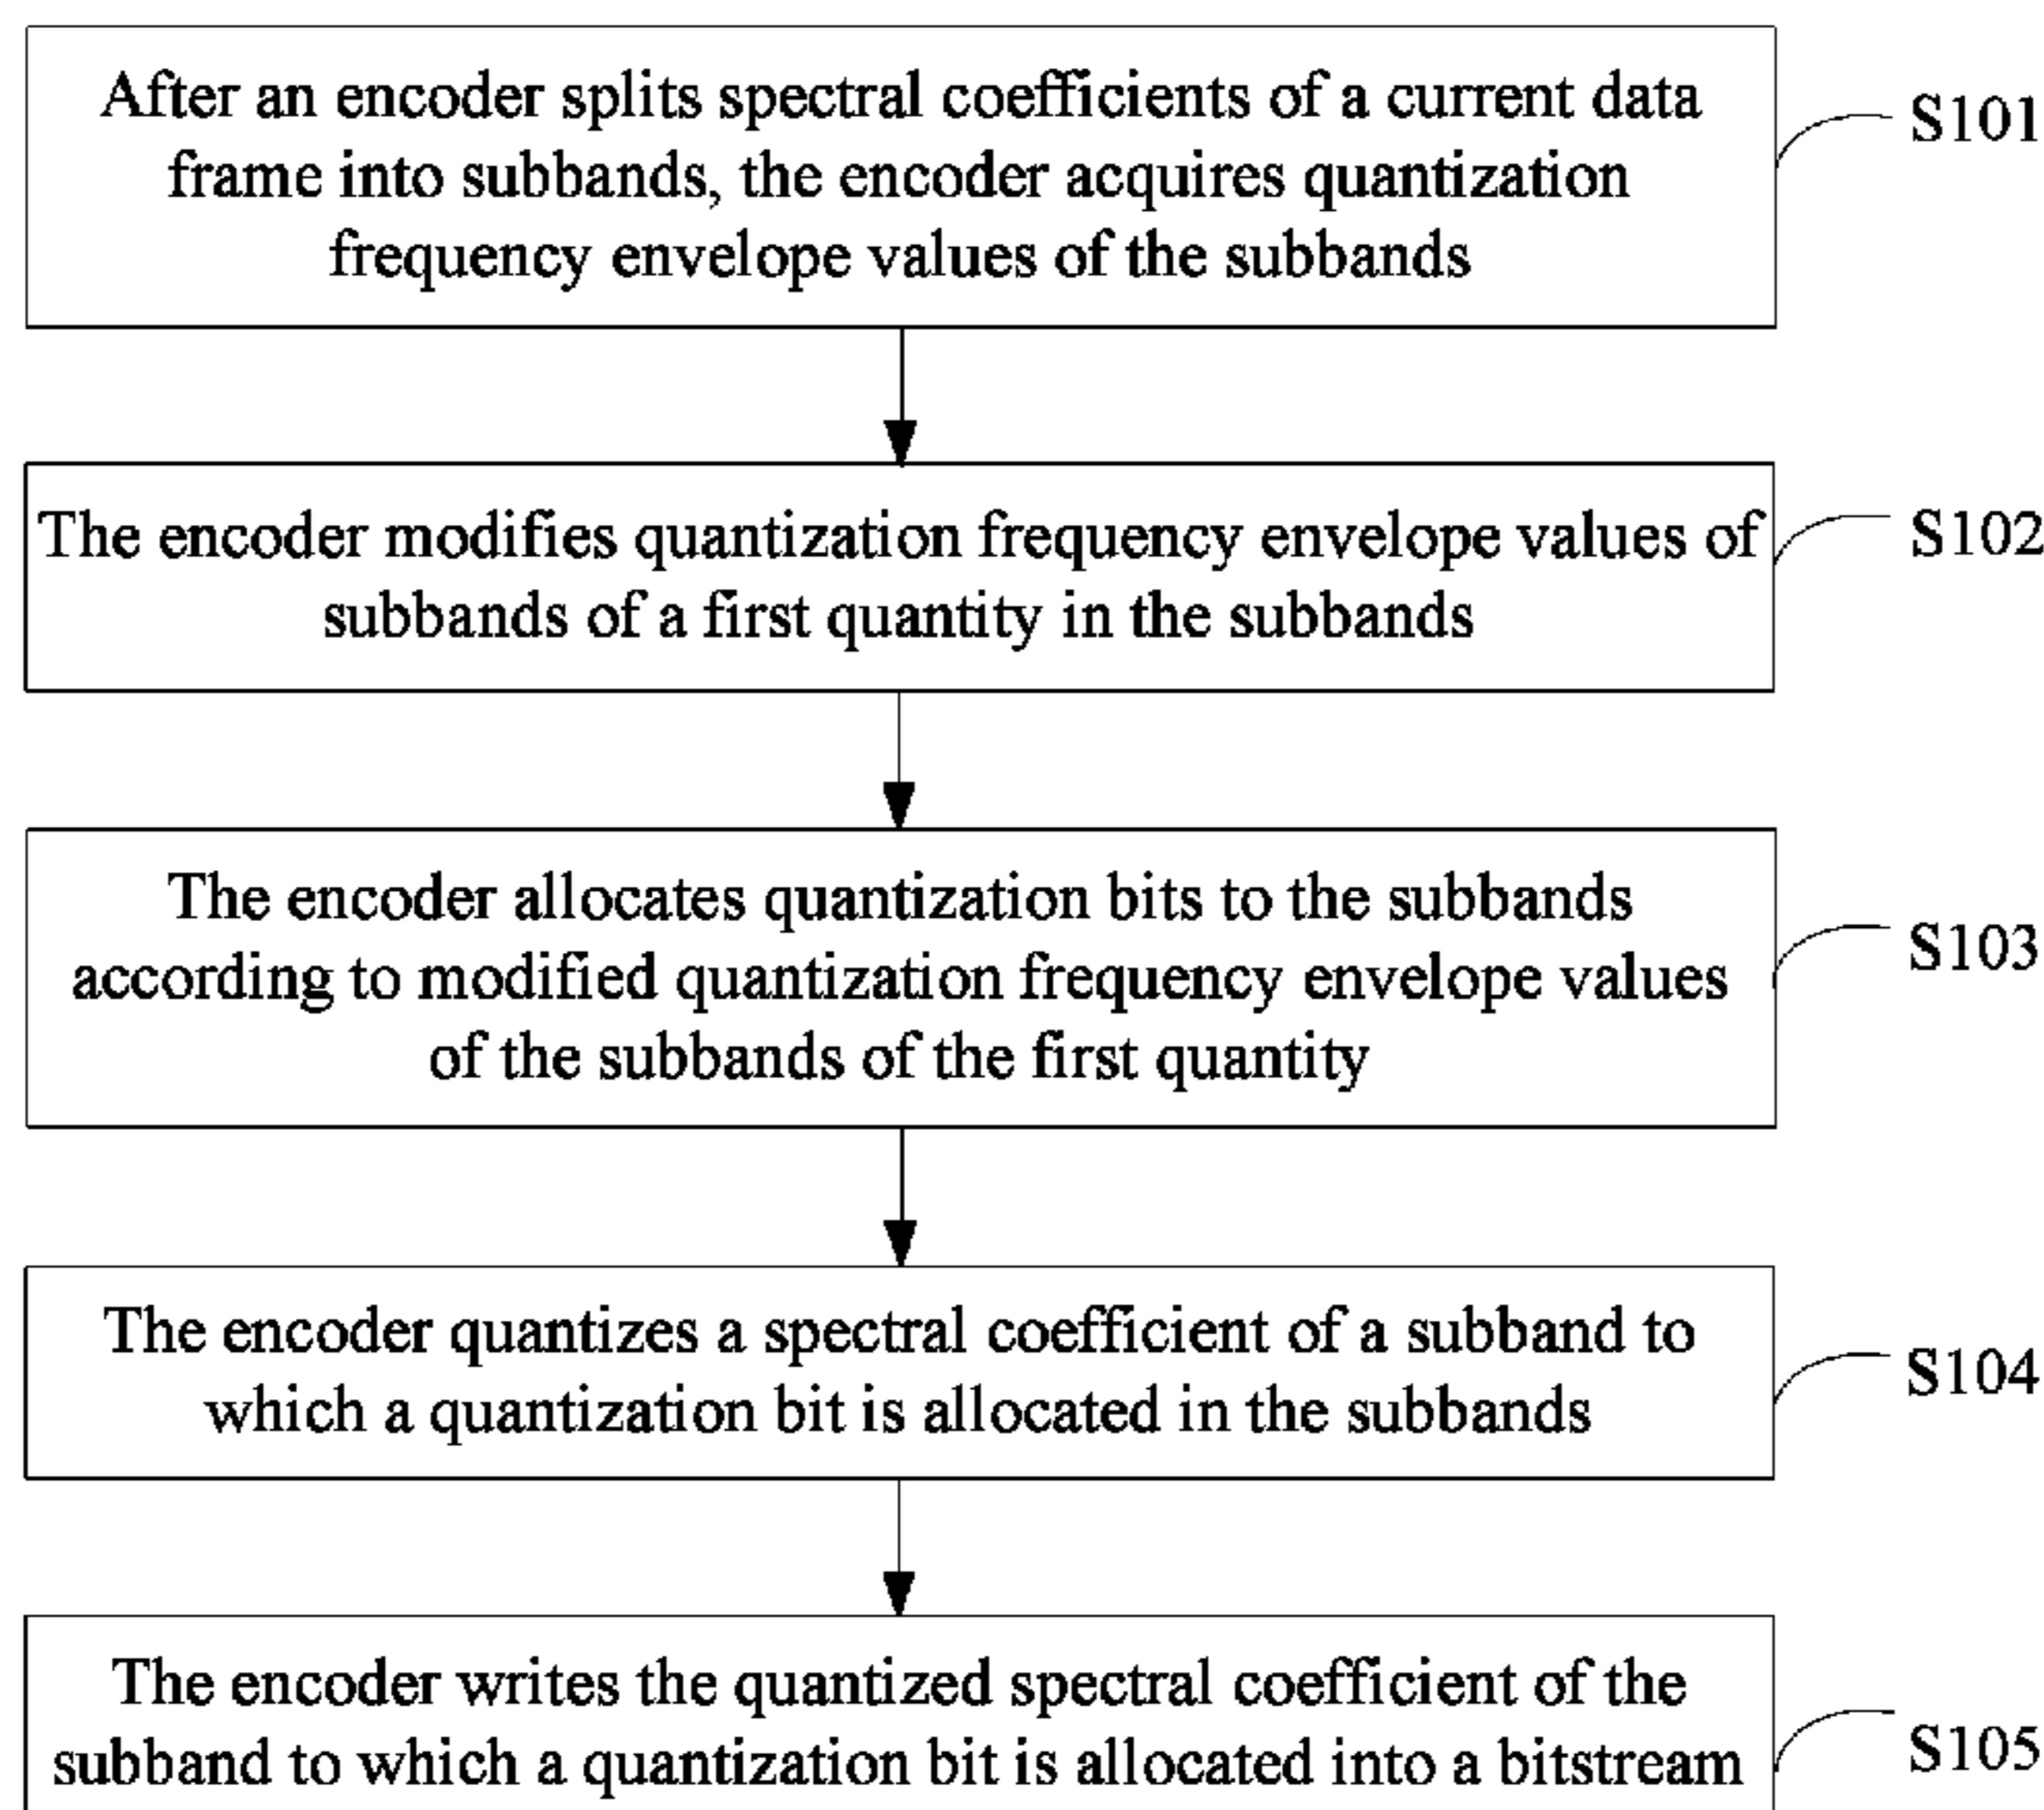 After an encoder splits spectral coefficients of a current data
frame into subbands, the encoder acquires quantization
frequency envelope values of the subbands
S101
The encoder modifies quantization frequency envelope values of
subbands of a first quantity in the subbands
S102
The encoder allocates quantization bits to the subbands
according to modified quantization frequency envelope values
of the subbands of the first quantity
S103
The encoder quantizes a spectral coefficient of a subband to
which a quantization bit is allocated in the subbands
S104
The encoder writes the quantized spectral coefficient of the
subband to which a quantization bit is allocated into a bitstream
S105